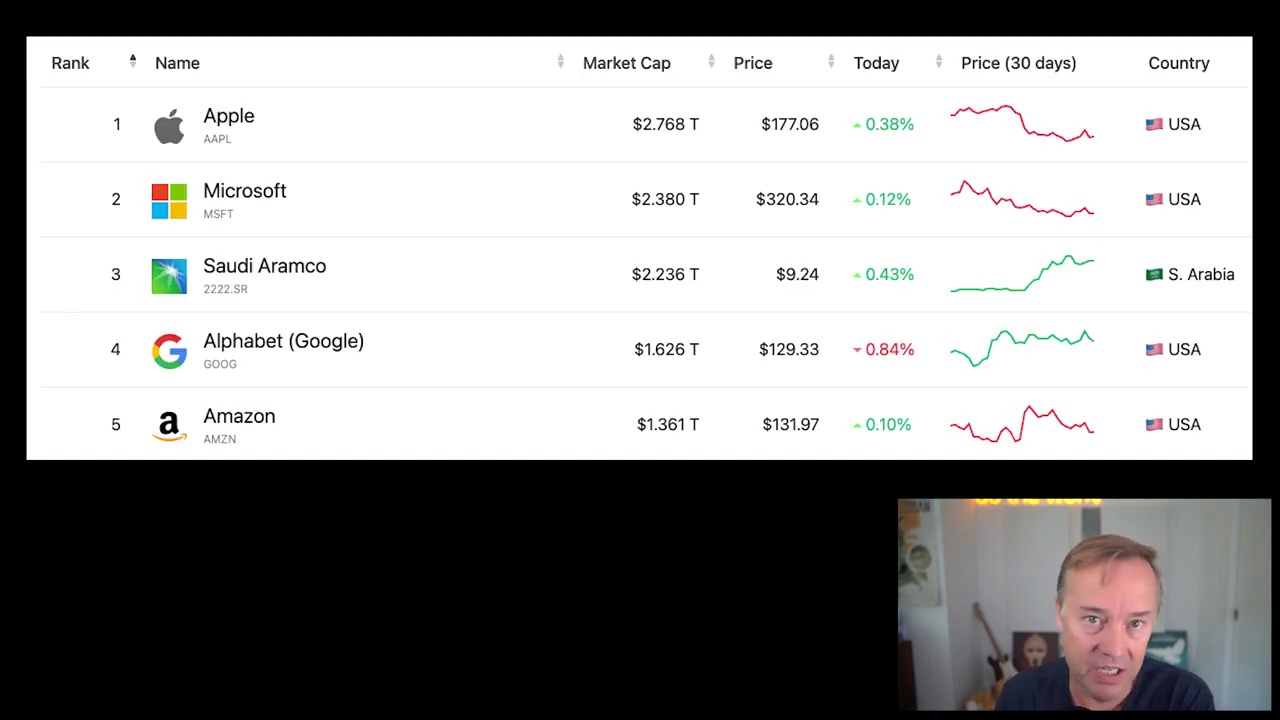 Rank Name Market Cap Price Today Price (30 days) Country
1 Apple $2.768 T $177.06 0.38% USA
AAPL
2 Microsoft $2.380 T $320.34 0.12% USA
MSFT
3 Saudi Aramco $2.236 T $9.24 0.43% S. Arabia
2222.SR
4 Alphabet (Google) $1.626 T $129.33 0.84% USA
GOOG
5 Amazon $1.361 T $131.97 0.10% USA
AMZN